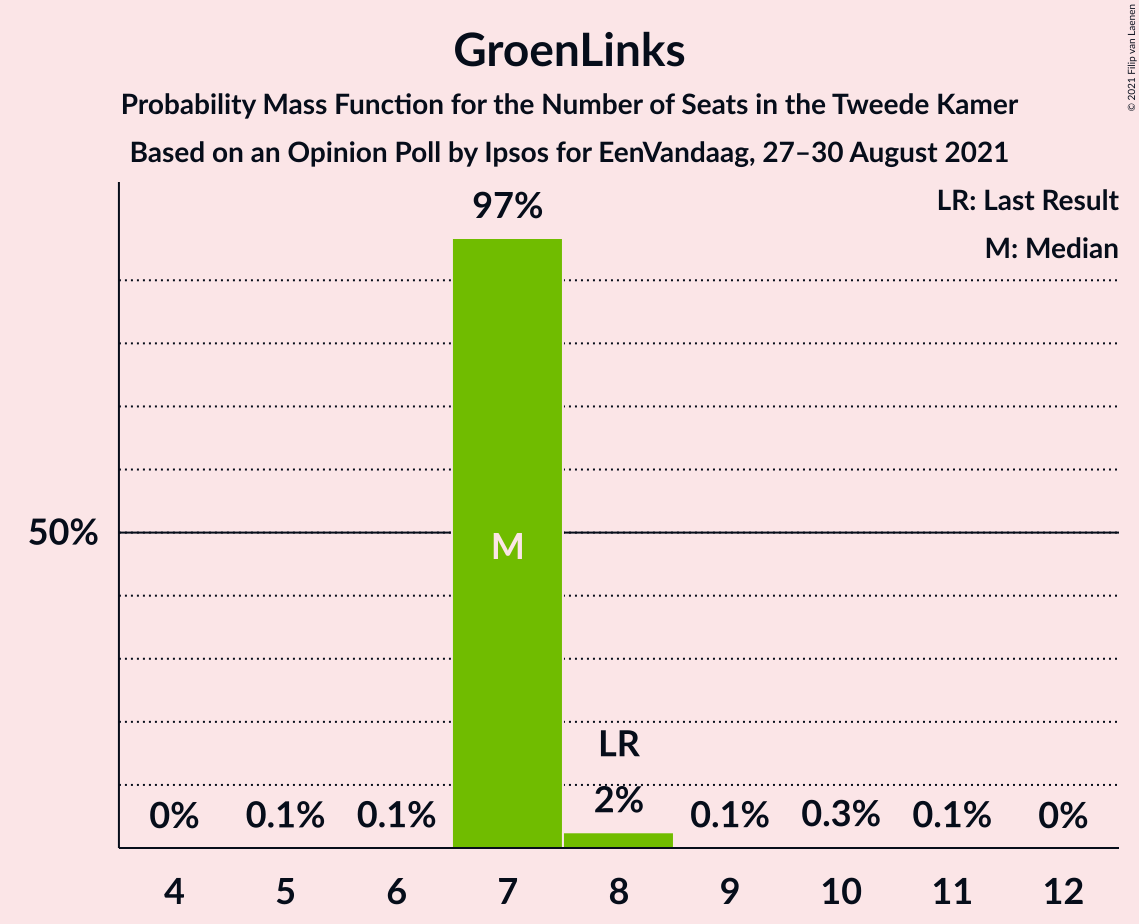 GroenLinks
Probability Mass Function for the Number of Seats in the Tweede Kamer
Based on an Opinion Poll by Ipsos for EenVandaag, 27–30 August 2021
© 2021 Filip van Laenen
LR: Last Result
M: Median
97%
50%
M
LR
0%
0.1%
0.1%
2%
0.1%
0.3%
0.1%
0%
4 5 6 7 8 9 10 11 12